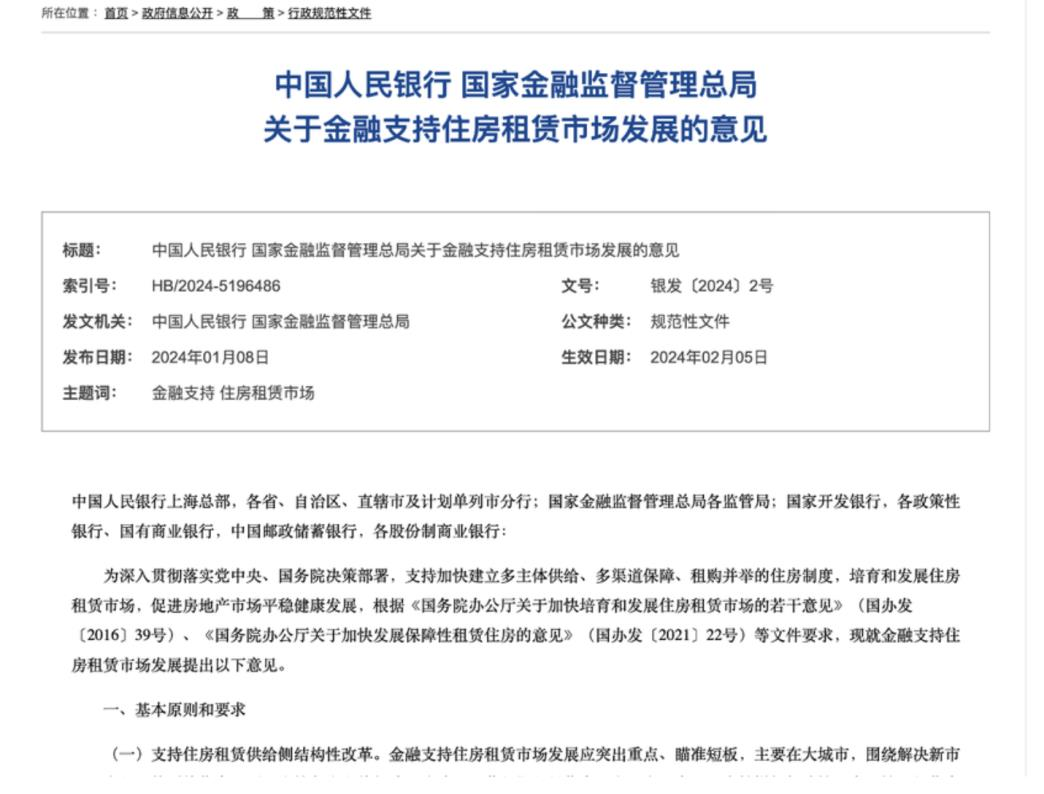 所在位置： 首页 > 政府信息公开 > 政 策 > 行政规范性文件
中国人民银行 国家金融监督管理总局
关于金融支持住房租赁市场发展的意见
标题： 中国人民银行 国家金融监督管理总局关于金融支持住房租赁市场发展的意见
索引号： HB/2024-5196486 文号： 银发〔2024〕2号
发文机关： 中国人民银行 国家金融监督管理总局 公文种类： 规范性文件
发布日期： 2024年01月08日 生效日期： 2024年02月05日
主题词： 金融支持 住房租赁市场
中国人民银行上海总部，各省、自治区、直辖市及计划单列市分行；国家金融监督管理总局各监管局；国家开发银行，各政策性
银行、国有商业银行，中国邮政储蓄银行，各股份制商业银行：
为深入贯彻落实党中央、国务院决策部署，支持加快建立多主体供给、多渠道保障、租购并举的住房制度，培育和发展住房
租赁市场，促进房地产市场平稳健康发展，根据《国务院办公厅关于加快培育和发展住房租赁市场的若干意见》（国办发
〔2016〕39号）、《国务院办公厅关于加快发展保障性租赁住房的意见》（国办发〔2021〕22号）等文件要求，现就金融支持住
房租赁市场发展提出以下意见。
一、基本原则和要求
（一）支持住房租赁供给侧结构性改革。金融支持住房租赁市场发展应突出重点、瞄准短板，主要在大城市，围绕解决新市